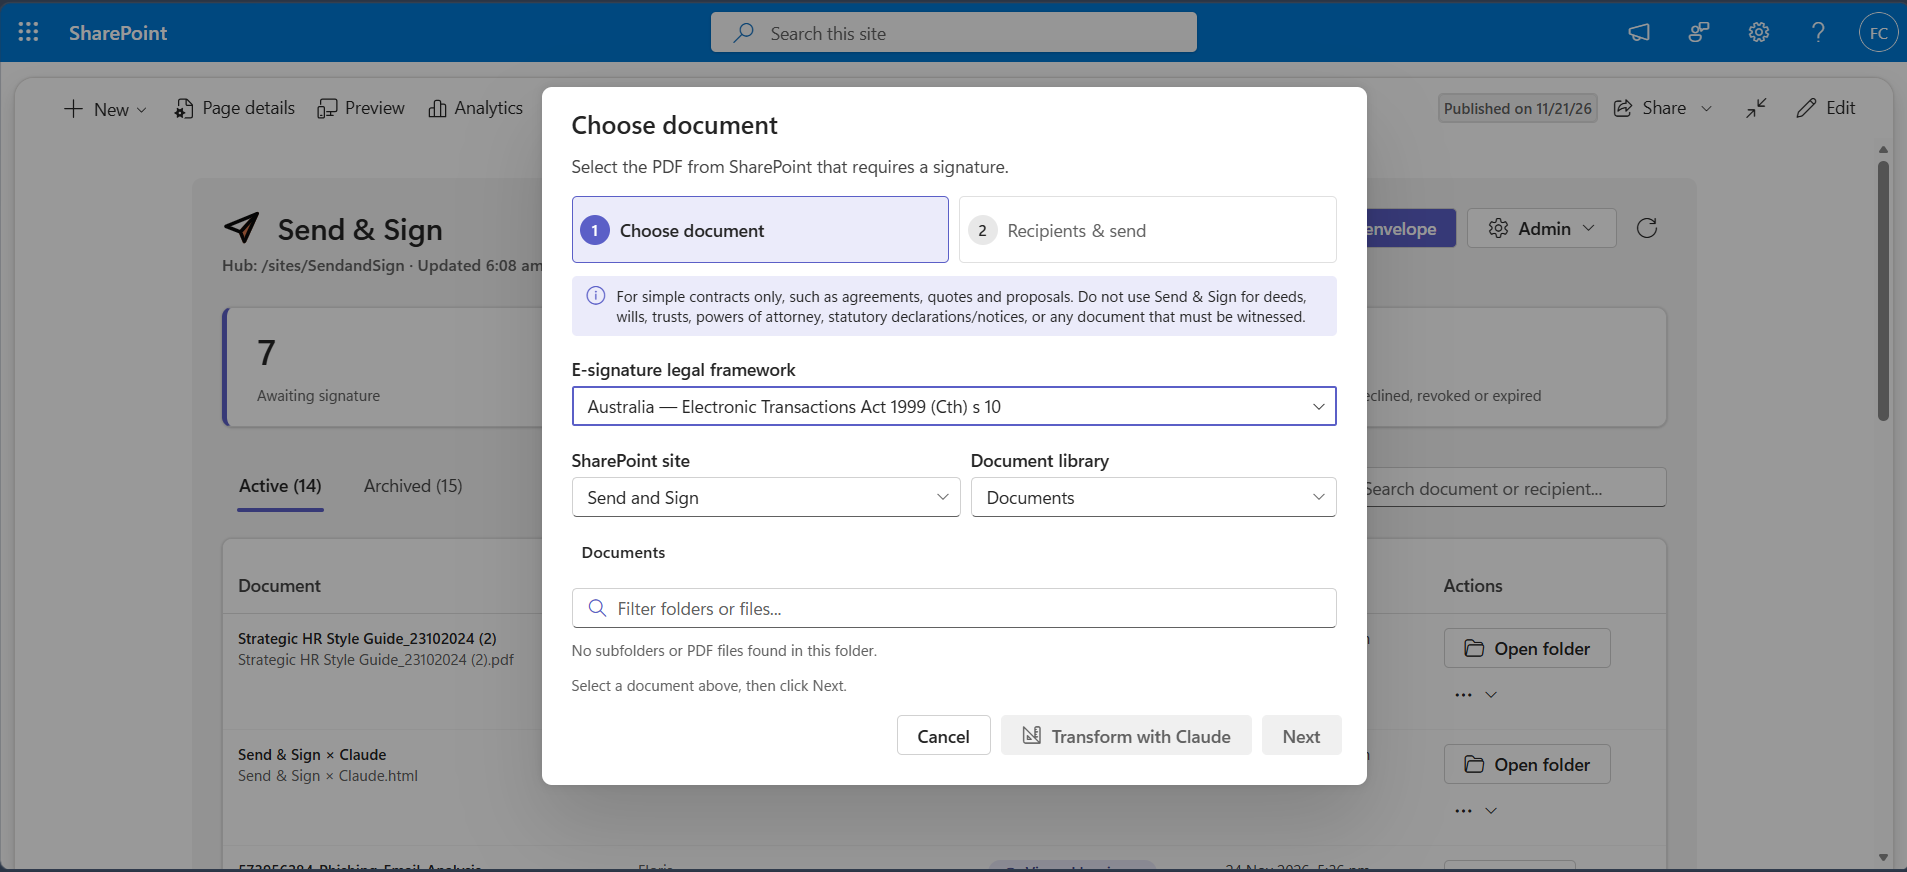 SharePoint
Search this site
FC
New
Page details
Preview
Analytics
Published on 11/21/26
Share
Edit
Send & Sign
Hub: /sites/SendandSign · Updated 6:08 am
envelope
Admin
7
Awaiting signature
eclined, revoked or expired
Active (14)
Archived (15)
Search document or recipient...
Document
Actions
Strategic HR Style Guide_23102024 (2)
Strategic HR Style Guide_23102024 (2).pdf
Open folder
Send & Sign × Claude
Send & Sign × Claude.html
Open folder
Choose document
Select the PDF from SharePoint that requires a signature.
1 Choose document
2 Recipients & send
For simple contracts only, such as agreements, quotes and proposals. Do not use Send & Sign for deeds,
wills, trusts, powers of attorney, statutory declarations/notices, or any document that must be witnessed.
E-signature legal framework
Australia — Electronic Transactions Act 1999 (Cth) s 10
SharePoint site
Document library
Send and Sign
Documents
Documents
Filter folders or files...
No subfolders or PDF files found in this folder.
Select a document above, then click Next.
Cancel
Transform with Claude
Next